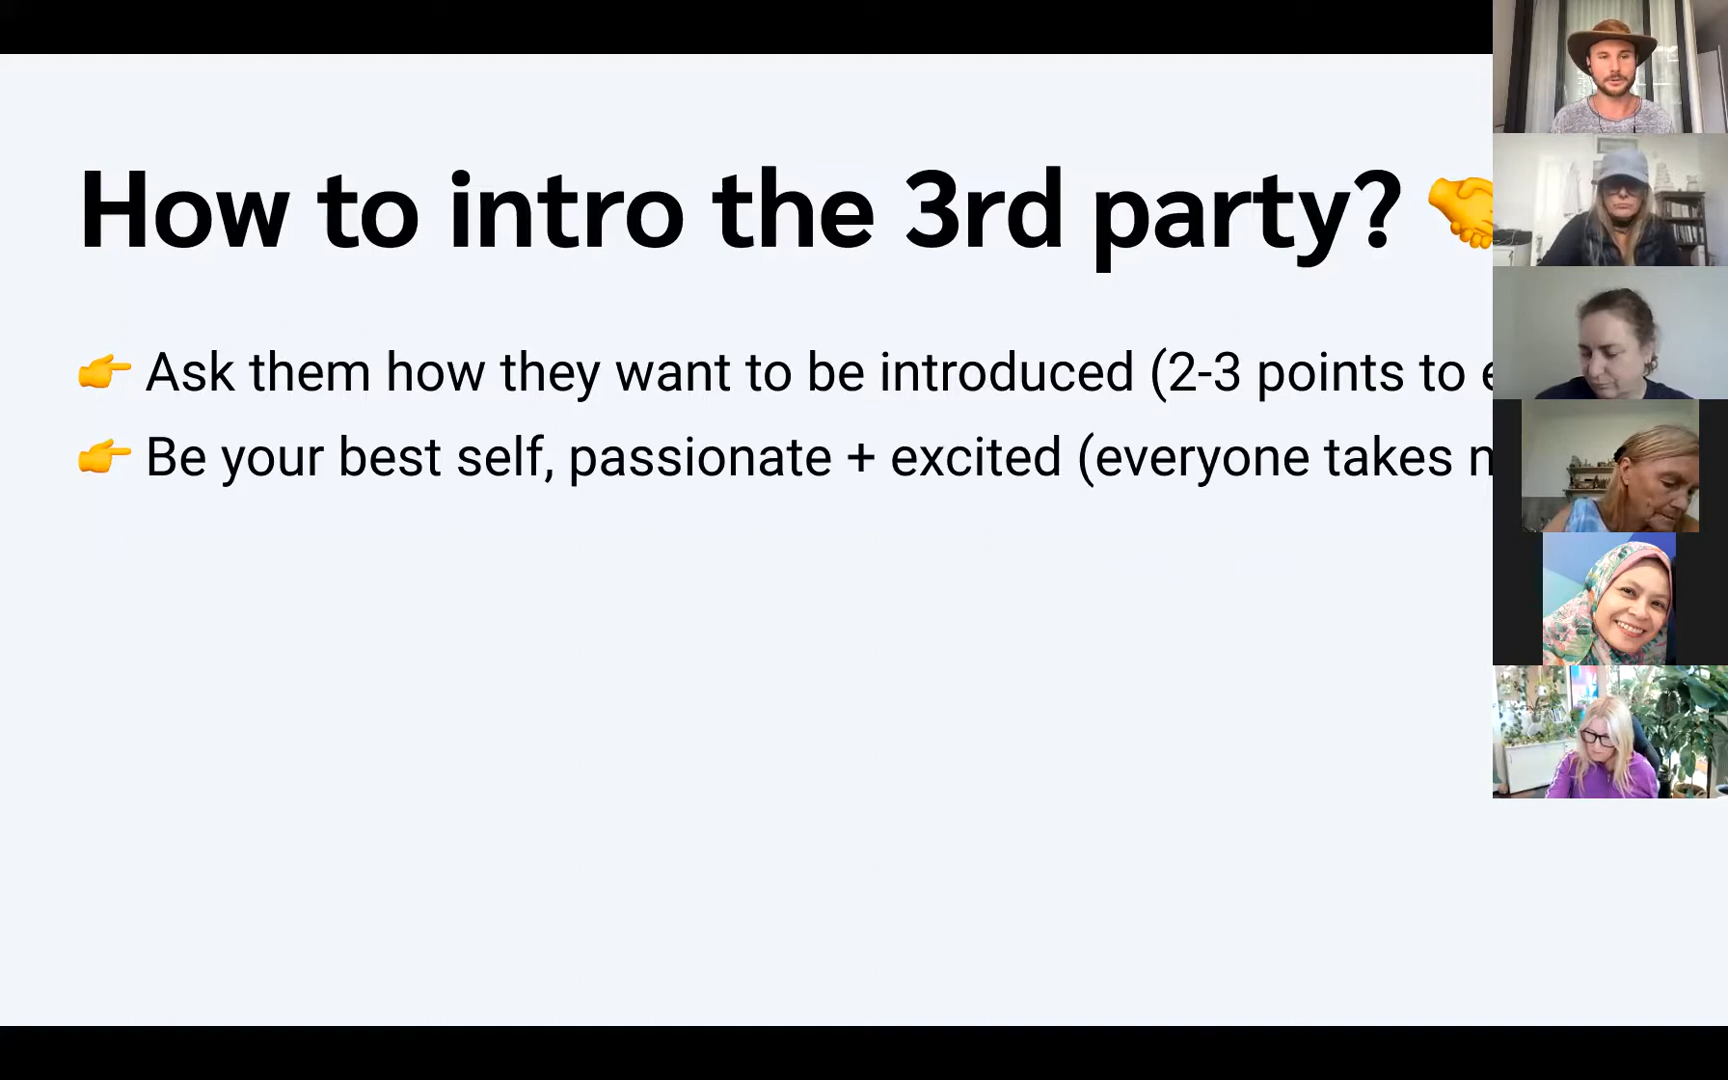 How to intro the 3rd party? 🤝
👉 Ask them how they want to be introduced (2-3 points to
👉 Be your best self, passionate + excited (everyone takes